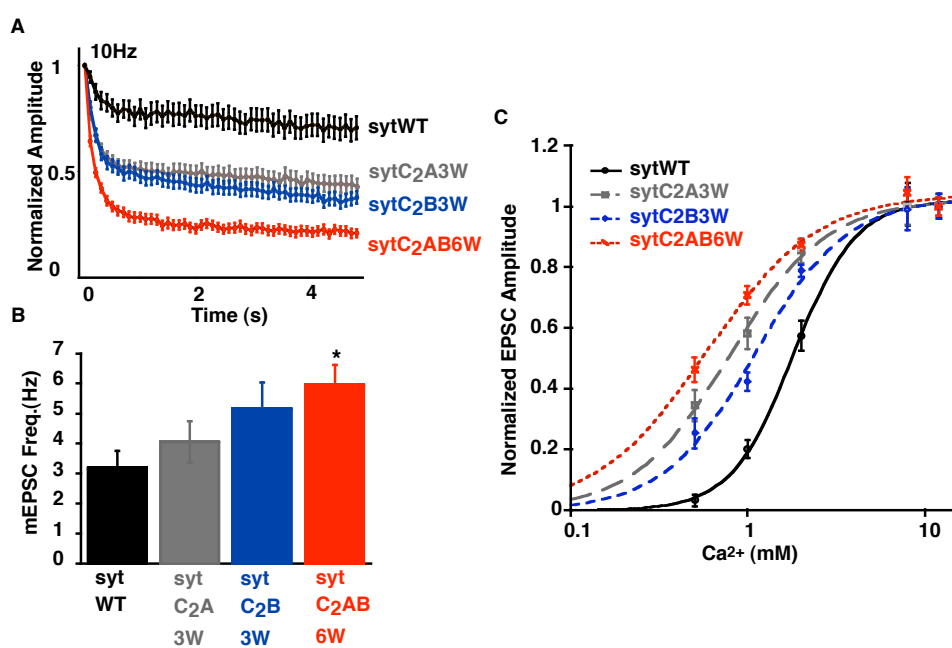 A
10Hz
1
0.5
0
Normalized Amplitude
sytWT
sytC2A3W
sytC2B3W
sytC2AB6W
0
2
4
Time (s)
B
7
6
5
4
3
2
1
0
mEPSC Freq.(Hz)
*
syt
WT
syt
C2A
3W
syt
C2B
3W
syt
C2AB
6W
C
1.2
1
0.8
0.6
0.4
0.2
0
Normalized EPSC Amplitude
sytWT
sytC2A3W
sytC2B3W
sytC2AB6W
0.1
1
10
Ca2+ (mM)